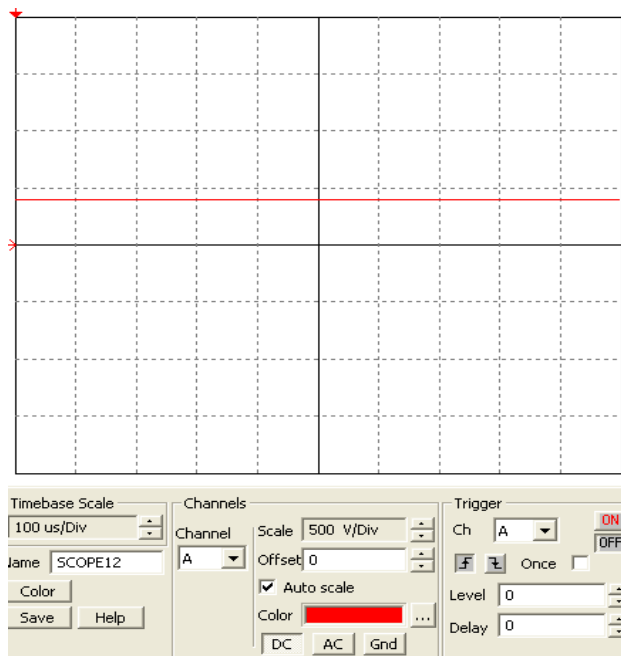 Timebase Scale
100 us/Div
Name SCOPE12
Color
Save Help
Channels
Channel
A
Scale 500 V/Div
Offset 0
Auto scale
Color ...
DC AC Gnd
Trigger
Ch A ON
OFF
Once
Level 0
Delay 0